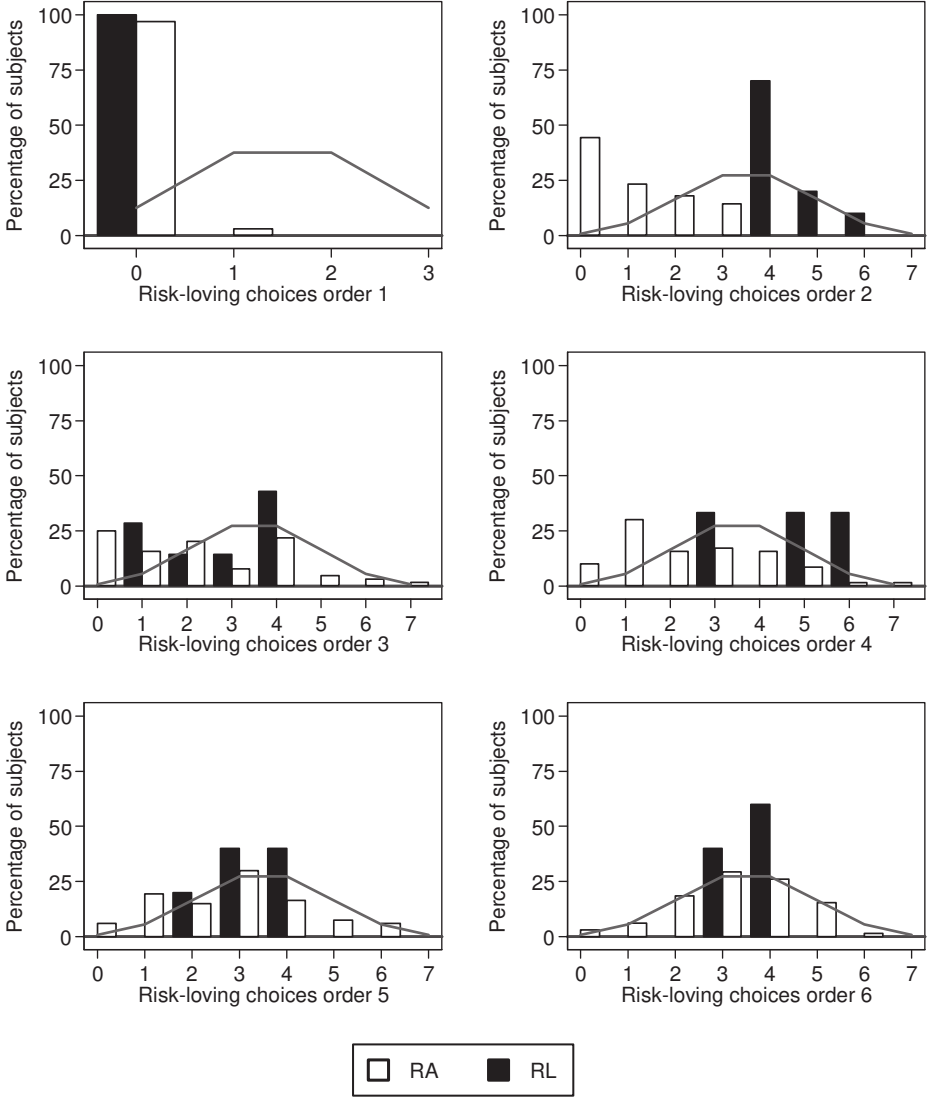 Percentage of subjects
100
75
50
25
0
0 1 2 3
Risk-loving choices order 1
Percentage of subjects
100
75
50
25
0
0 1 2 3 4 5 6 7
Risk-loving choices order 2
Percentage of subjects
100
75
50
25
0
0 1 2 3 4 5 6 7
Risk-loving choices order 3
Percentage of subjects
100
75
50
25
0
0 1 2 3 4 5 6 7
Risk-loving choices order 4
Percentage of subjects
100
75
50
25
0
0 1 2 3 4 5 6 7
Risk-loving choices order 5
Percentage of subjects
100
75
50
25
0
0 1 2 3 4 5 6 7
Risk-loving choices order 6
RA RL